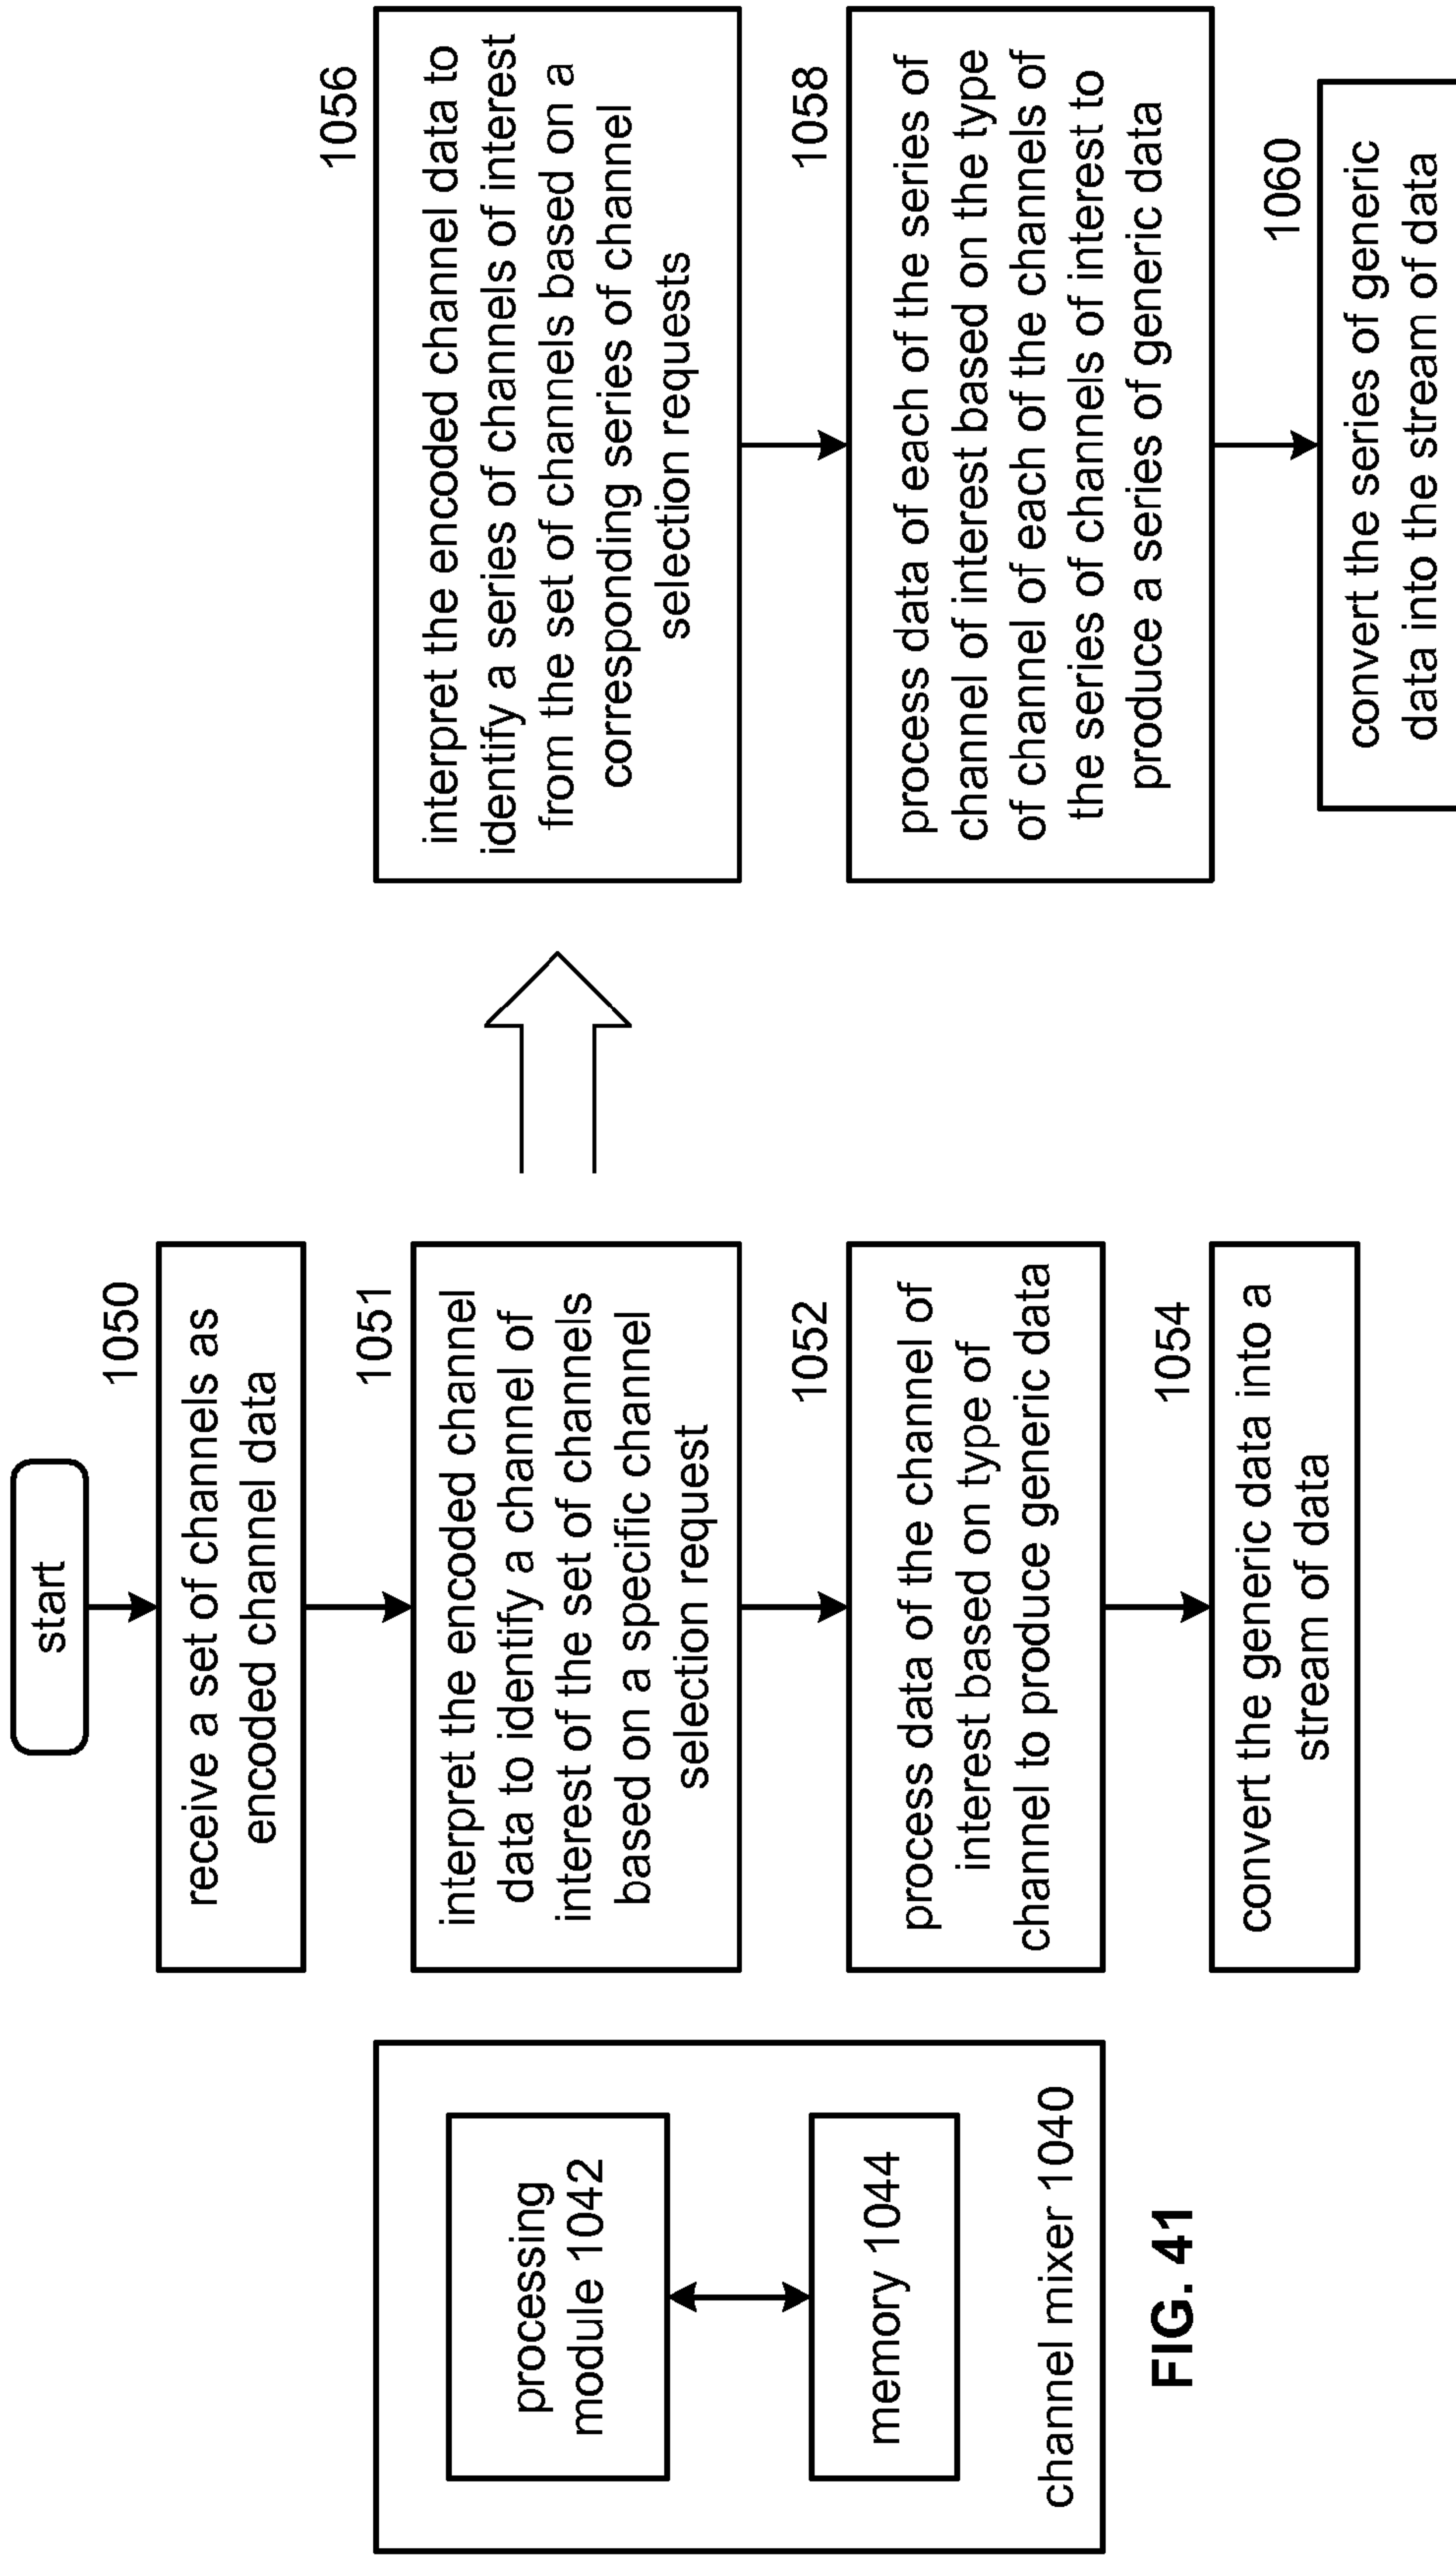 processing
module 1042
memory 1044
channel mixer 1040
FIG. 41
start
1050
receive a set of channels as
encoded channel data
1051
interpret the encoded channel
data to identify a channel of
interest of the set of channels
based on a specific channel
selection request
1052
process data of the channel of
interest based on type of
channel to produce generic data
1054
convert the generic data into a
stream of data
1056
interpret the encoded channel data to
identify a series of channels of interest
from the set of channels based on a
corresponding series of channel
selection requests
1058
process data of each of the series of
channel of interest based on the type
of channel of each of the channels of
the series of channels of interest to
produce a series of generic data
1060
convert the series of generic
data into the stream of data